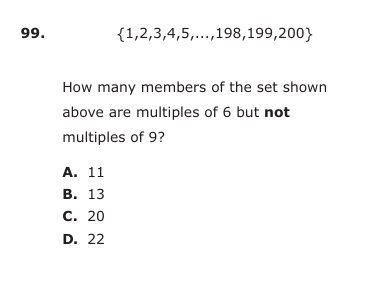 99. {1,2,3,4,5,...,198,199,200}
How many members of the set shown
above are multiples of 6 but not
multiples of 9?
A. 11
B. 13
C. 20
D. 22